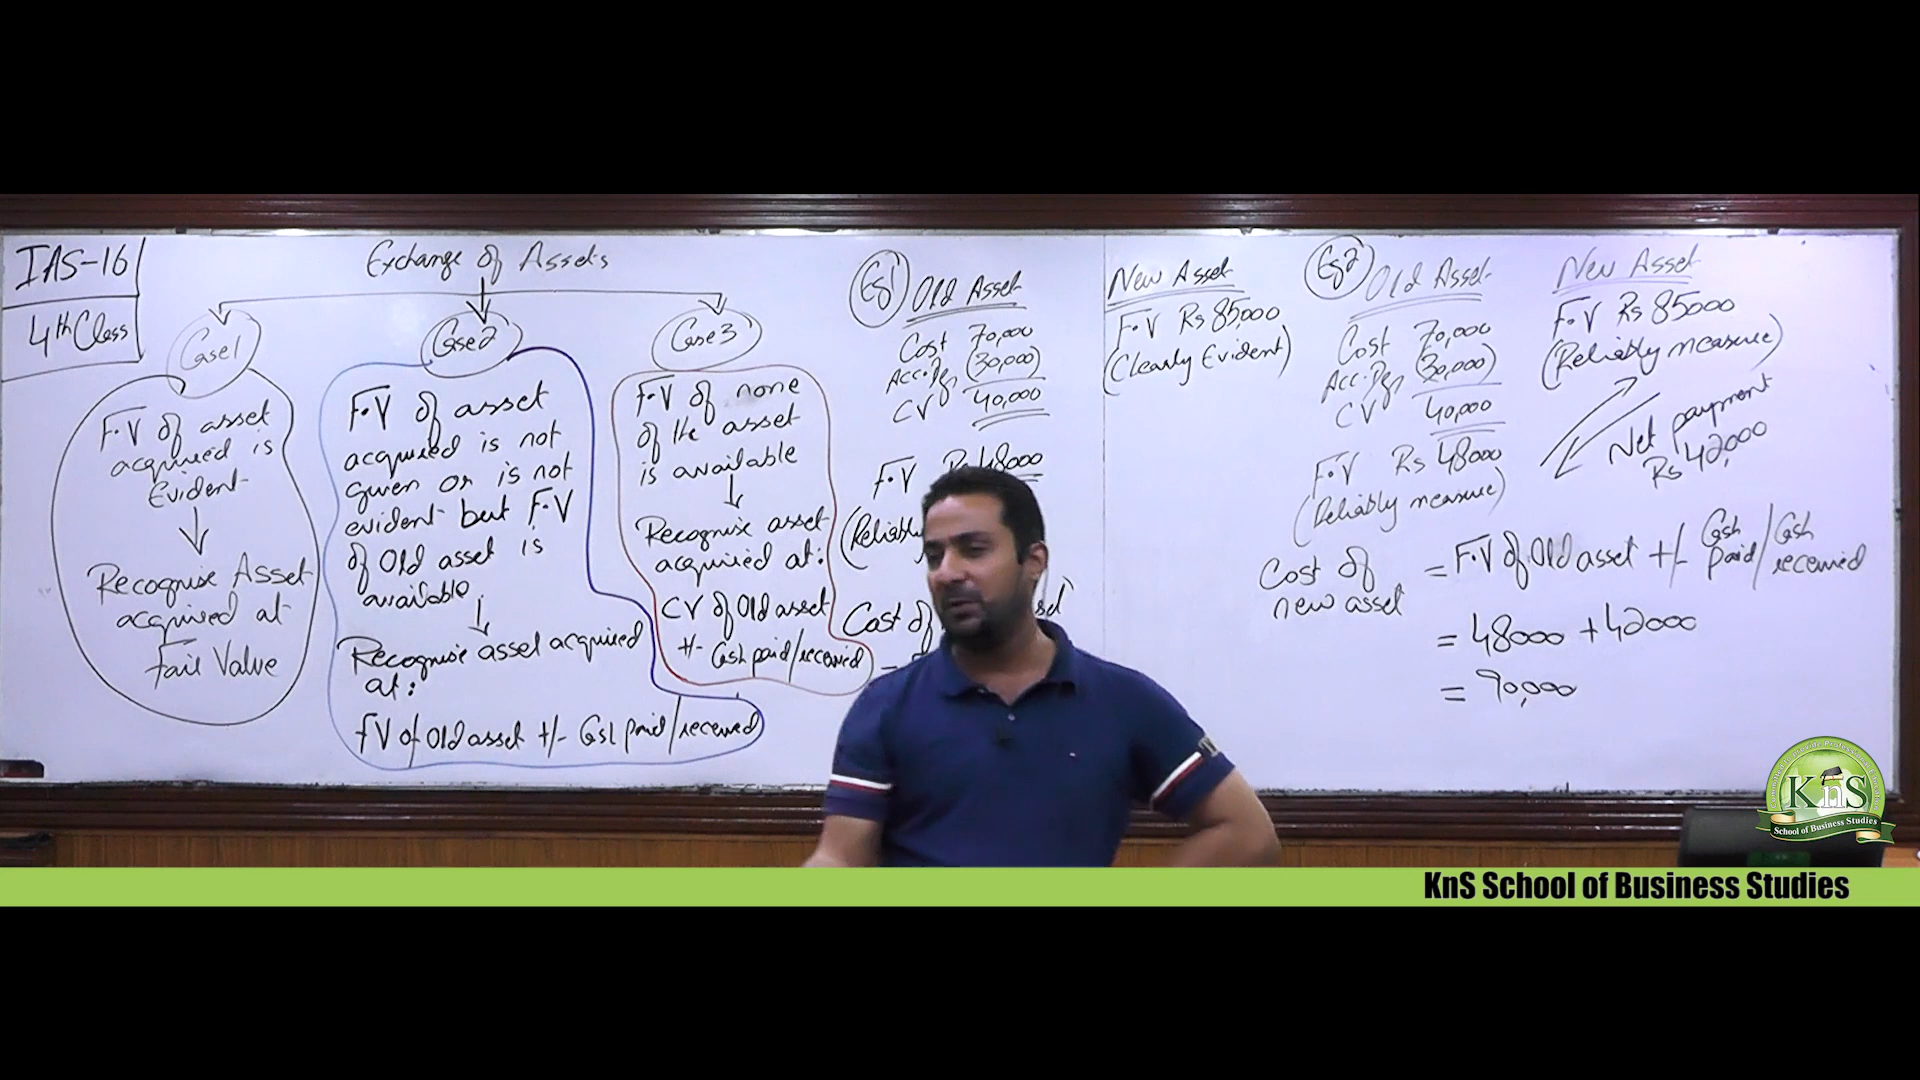 IAS-16
4th Class
Exchange of Assets
Case 1
F.V of asset
acquired is
Evident
Recognise Asset
acquired at
Fair Value
Case 2
F.V of asset
acquired is not
given or is not
evident but F.V
of Old asset is
available.
Recognise asset acquired
at:
FV of Old asset +/- Cash paid/received
Case 3
F.V of none
of the asset
is available
Recognise asset
acquired at:
CV of Old asset
+/- Cash paid/received
Eg 1
Old Asset
Cost 70,000
Acc. Dep (30,000)
CV 40,000
F.V Rs 48000
(Reliably
Cost of
=
New Asset
F.V Rs 85,000
(Clearly Evident)
Eg 2
Old Asset
Cost 70,000
Acc. Dep (30,000)
CV 40,000
F.V Rs 48000
(Reliably measure)
New Asset
F.V Rs 85000
(Reliably measure)
Net payment
Rs 42,000
Cost of
new asset
= F.V of Old asset +/- Cash paid/Cash received
= 48000 + 42000
= 90,000
KnS
School of Business Studies
KnS School of Business Studies